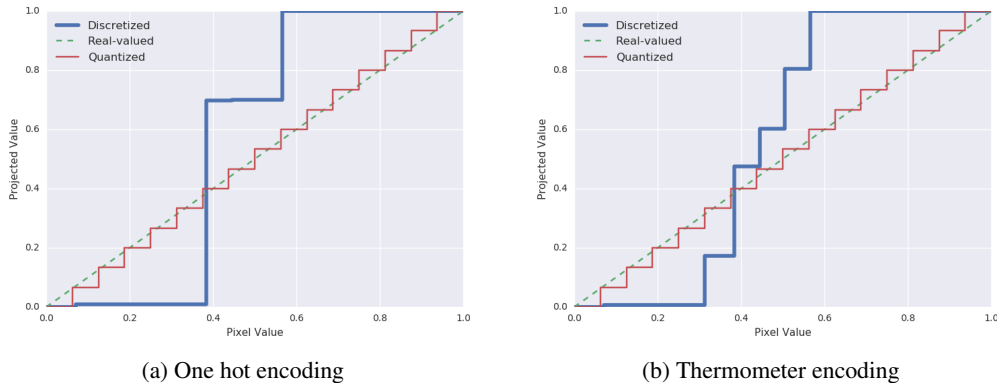 1.0
Discretized
Real-valued
Quantized
0.8
0.6
Projected Value
0.4
0.2
0.0
0.0 0.2 0.4 0.6 0.8 1.0
Pixel Value
(a) One hot encoding
1.0
Discretized
Real-valued
Quantized
0.8
0.6
Projected Value
0.4
0.2
0.0
0.0 0.2 0.4 0.6 0.8 1.0
Pixel Value
(b) Thermometer encoding